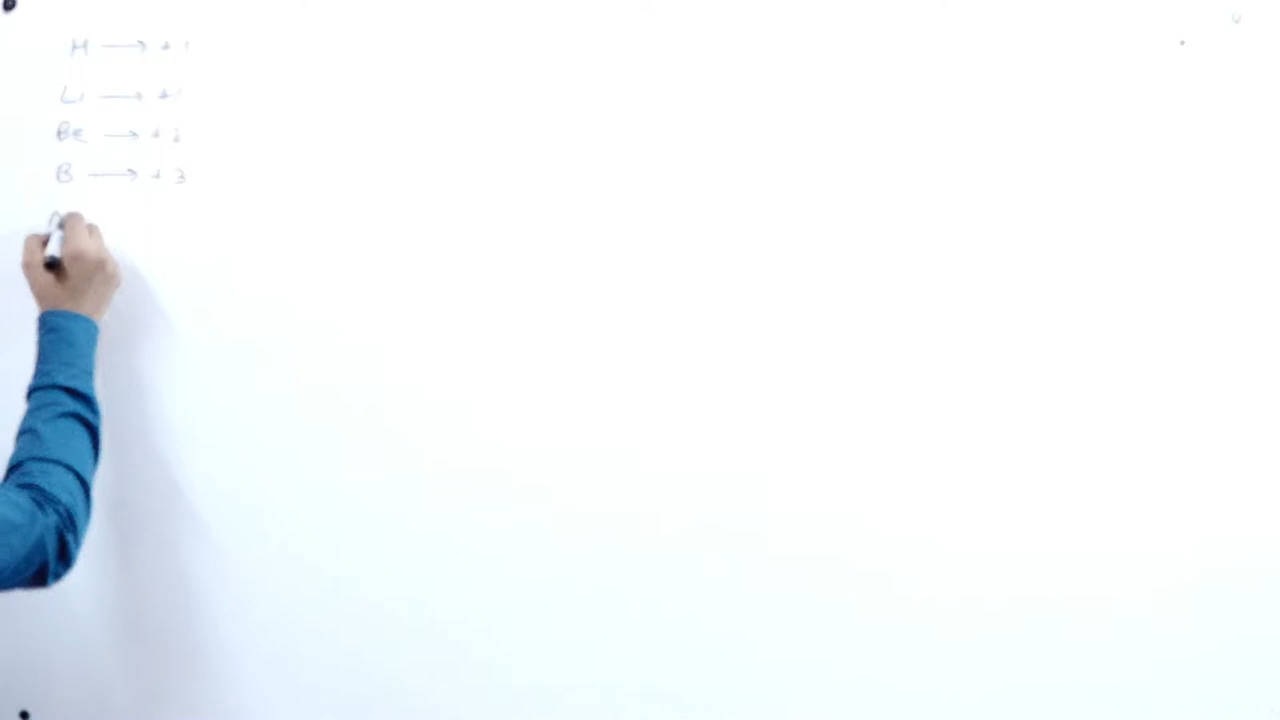 H ⟶ + 1
Li ⟶ +1
Be ⟶ + 2
B ⟶ + 3